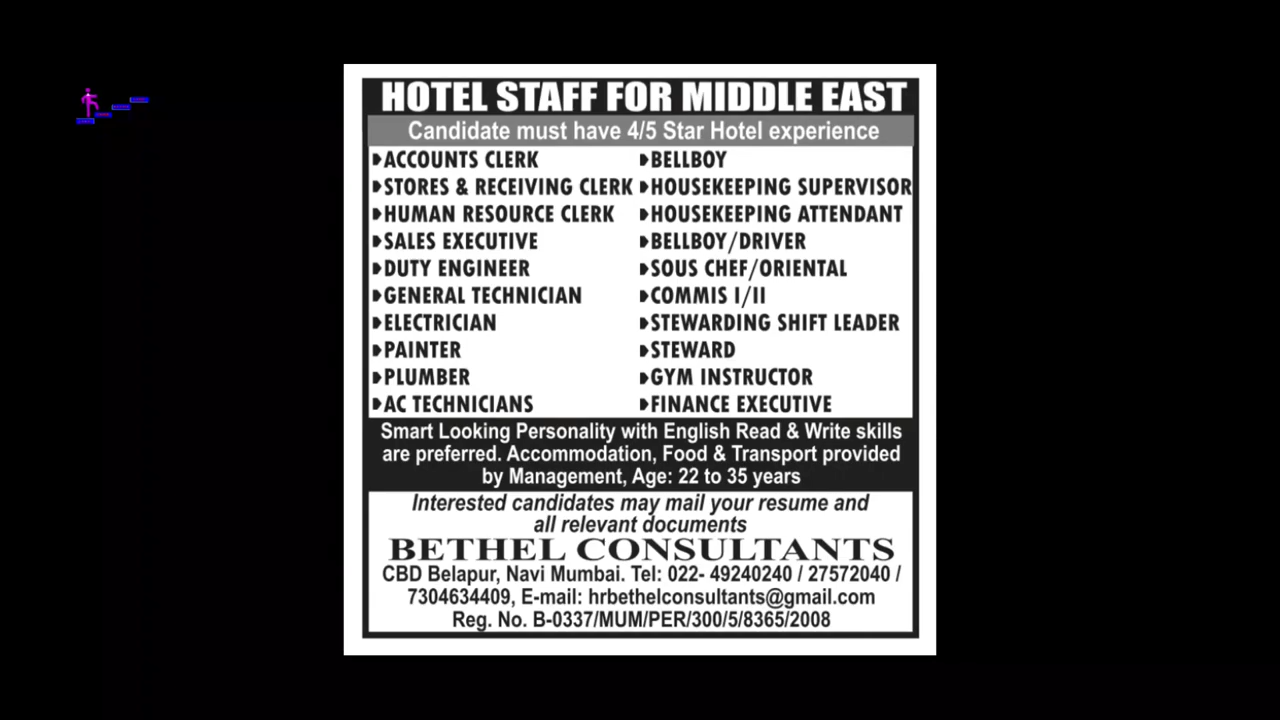 HOTEL STAFF FOR MIDDLE EAST
Candidate must have 4/5 Star Hotel experience
ACCOUNTS CLERK
STORES & RECEIVING CLERK
HUMAN RESOURCE CLERK
SALES EXECUTIVE
DUTY ENGINEER
GENERAL TECHNICIAN
ELECTRICIAN
PAINTER
PLUMBER
AC TECHNICIANS
BELLBOY
HOUSEKEEPING SUPERVISOR
HOUSEKEEPING ATTENDANT
BELLBOY/DRIVER
SOUS CHEF/ORIENTAL
COMMIS I/II
STEWARDING SHIFT LEADER
STEWARD
GYM INSTRUCTOR
FINANCE EXECUTIVE
Smart Looking Personality with English Read & Write skills
are preferred. Accommodation, Food & Transport provided
by Management, Age: 22 to 35 years
Interested candidates may mail your resume and
all relevant documents
BETHEL CONSULTANTS
CBD Belapur, Navi Mumbai. Tel: 022- 49240240 / 27572040 /
7304634409, E-mail: hrbethelconsultants@gmail.com
Reg. No. B-0337/MUM/PER/300/5/8365/2008